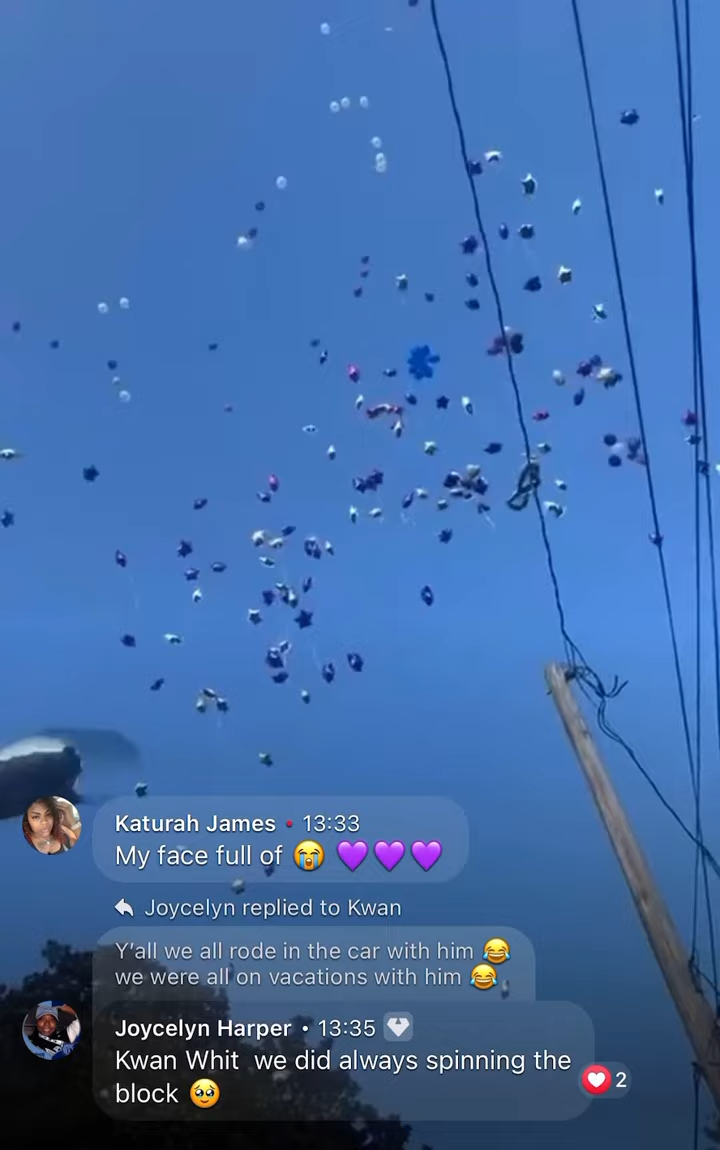 Katurah James • 13:33
My face full of 😭 💜💜💜
Joycelyn replied to Kwan
Y'all we all rode in the car with him 😂
we were all on vacations with him 😂
Joycelyn Harper • 13:35
Kwan Whit we did always spinning the
block 🥹
2